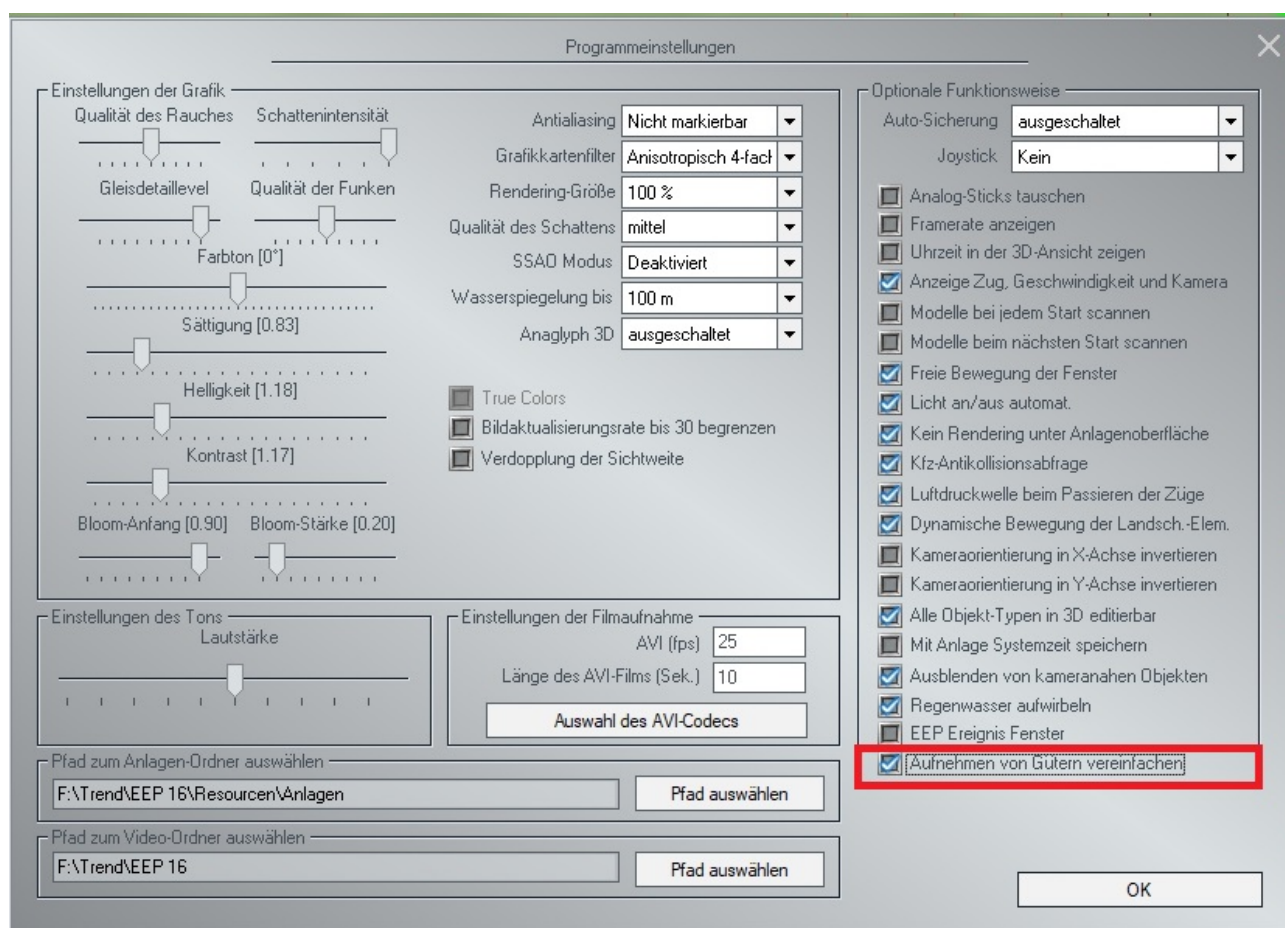 Programmeinstellungen
Einstellungen der Grafik
Qualität des Rauches
Schattenintensität
Gleisdetaillevel
Qualität der Funken
Farbton [0°]
Sättigung [0.83]
Helligkeit [1.18]
Kontrast [1.17]
Bloom-Anfang [0.90]
Bloom-Stärke [0.20]
Antialiasing Nicht markierbar
Grafikkartenfilter Anisotropisch 4-fach
Rendering-Größe 100 %
Qualität des Schattens mittel
SSAO Modus Deaktiviert
Wasserspiegelung bis 100 m
Anaglyph 3D ausgeschaltet
True Colors
Bildaktualisierungsrate bis 30 begrenzen
Verdopplung der Sichtweite
Einstellungen des Tons
Lautstärke
Einstellungen der Filmaufnahme
AVI (fps) 25
Länge des AVI-Films (Sek.) 10
Auswahl des AVI-Codecs
Pfad zum Anlagen-Ordner auswählen
F:\Trend\EEP 16\Resourcen\Anlagen Pfad auswählen
Pfad zum Video-Ordner auswählen
F:\Trend\EEP 16 Pfad auswählen
Optionale Funktionsweise
Auto-Sicherung ausgeschaltet
Joystick Kein
Analog-Sticks tauschen
Framerate anzeigen
Uhrzeit in der 3D-Ansicht zeigen
Anzeige Zug, Geschwindigkeit und Kamera
Modelle bei jedem Start scannen
Modelle beim nächsten Start scannen
Freie Bewegung der Fenster
Licht an/aus automat.
Kein Rendering unter Anlagenoberfläche
Kfz-Antikollisionsabfrage
Luftdruckwelle beim Passieren der Züge
Dynamische Bewegung der Landsch.-Elem.
Kameraorientierung in X-Achse invertieren
Kameraorientierung in Y-Achse invertieren
Alle Objekt-Typen in 3D editierbar
Mit Anlage Systemzeit speichern
Ausblenden von kameranahen Objekten
Regenwasser aufwirbeln
EEP Ereignis Fenster
Aufnehmen von Gütern vereinfachen
OK